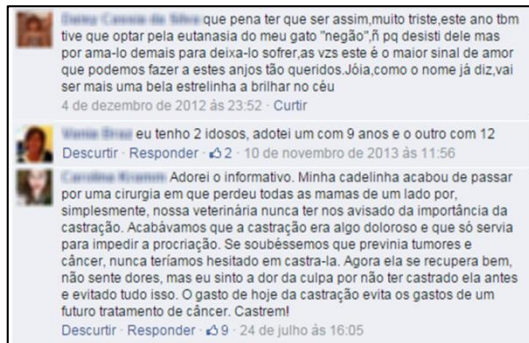 que pena ter que ser assim,muito triste,este ano tbm
tive que optar pela eutanasia do meu gato "negão",ñ pq desisti dele mas
por ama-lo demais para deixa-lo sofrer,as vzs este é o maior sinal de amor
que podemos fazer a estes anjos tão queridos.Jóia,como o nome já diz,vai
ser mais uma bela estrelinha a brilhar no céu
4 de dezembro de 2012 às 23:52 · Curtir
eu tenho 2 idosos, adotei um com 9 anos e o outro com 12
Descurtir · Responder · 2 · 10 de novembro de 2013 às 11:56
Adorei o informativo. Minha cadelinha acabou de passar
por uma cirurgia em que perdeu todas as mamas de um lado por,
simplesmente, nossa veterinária nunca ter nos avisado da importância da
castração. Acabávamos que a castração era algo doloroso e que só servia
para impedir a procriação. Se soubéssemos que previnia tumores e
câncer, nunca teríamos hesitado em castra-la. Agora ela se recupera bem,
não sente dores, mas eu sinto a dor da culpa por não ter castrado ela antes
e evitado tudo isso. O gasto de hoje da castração evita os gastos de um
futuro tratamento de câncer. Castrem!
Descurtir · Responder · 9 · 24 de julho às 16:05